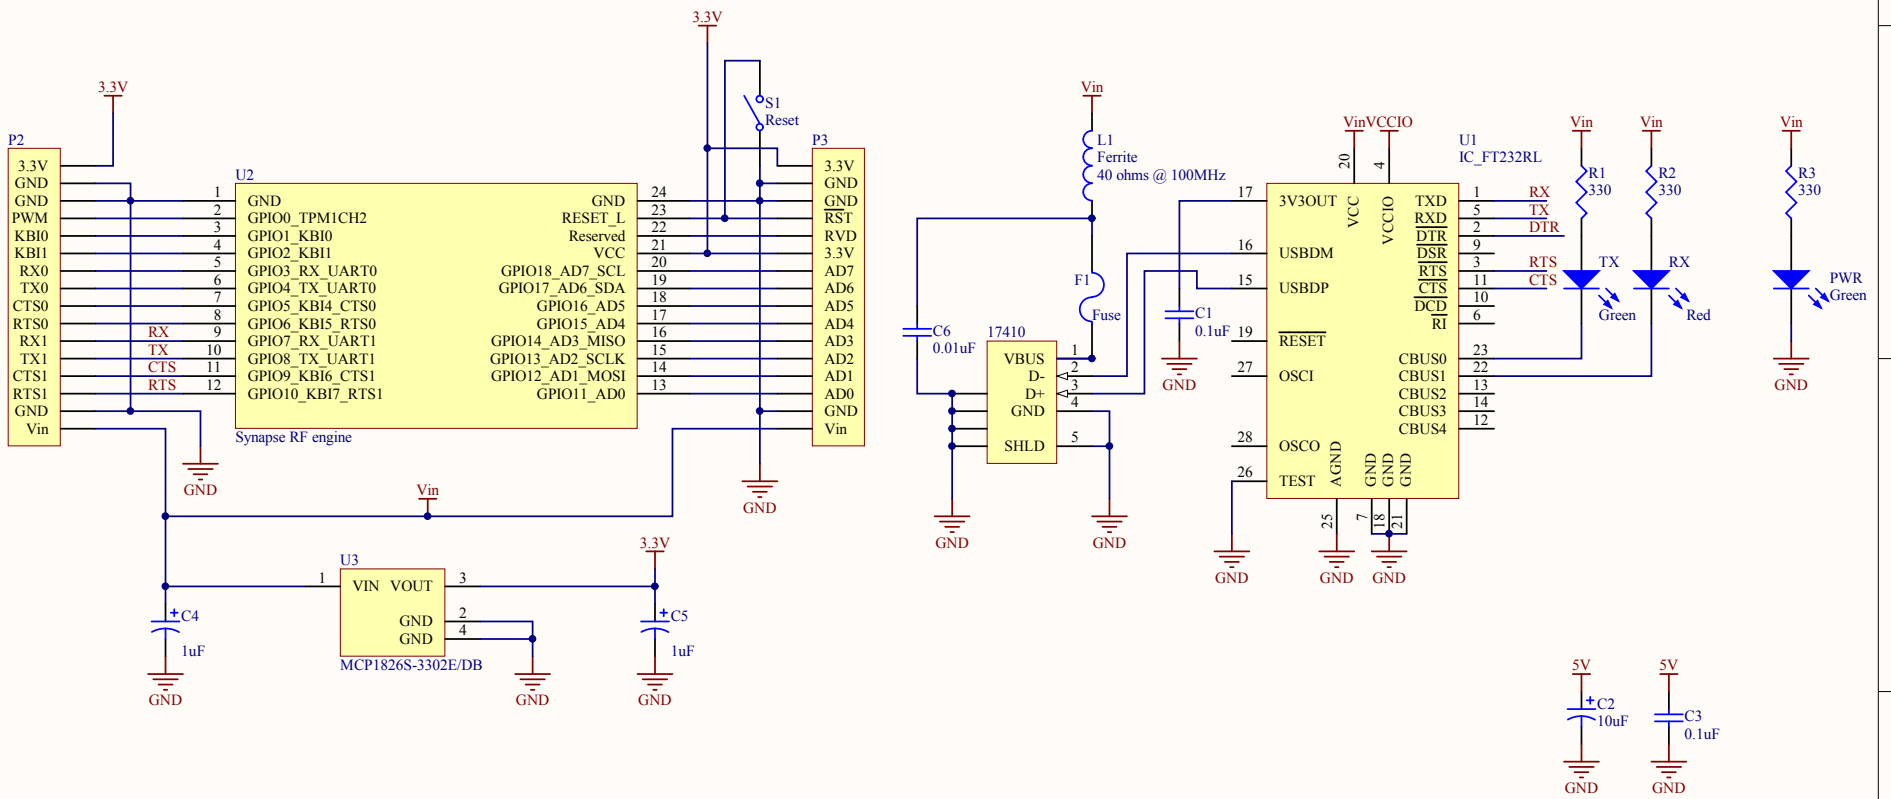 3.3V
P2
3.3V
GND
GND
PWM
KBI0
KBI1
RX0
TX0
CTS0
RTS0
RX1
TX1
CTS1
RTS1
GND
Vin
RX
TX
CTS
RTS
GND
U2
1 GND
2 GPIO0_TPM1CH2
3 GPIO1_KBI0
4 GPIO2_KBI1
5 GPIO3_RX_UART0
6 GPIO4_TX_UART0
7 GPIO5_KBI4_CTS0
8 GPIO6_KBI5_RTS0
9 GPIO7_RX_UART1
10 GPIO8_TX_UART1
11 GPIO9_KBI6_CTS1
12 GPIO10_KBI7_RTS1
GND 24
RESET_L 23
Reserved 22
VCC 21
GPIO18_AD7_SCL 20
GPIO17_AD6_SDA 19
GPIO16_AD5 18
GPIO15_AD4 17
GPIO14_AD3_MISO 16
GPIO13_AD2_SCLK 15
GPIO12_AD1_MOSI 14
GPIO11_AD0 13
Synapse RF engine
3.3V
S1
Reset
P3
3.3V
GND
GND
RST
RVD
3.3V
AD7
AD6
AD5
AD4
AD3
AD2
AD1
AD0
GND
Vin
GND
Vin
U3
1 VIN VOUT 3
GND 2
GND 4
MCP1826S-3302E/DB
C4
1uF
GND
GND
3.3V
C5
1uF
GND
Vin
L1
Ferrite
40 ohms @ 100MHz
F1
Fuse
C6
0.01uF
17410
VBUS 1
D- 2
D+ 3
GND 4
SHLD 5
GND
GND
C1
0.1uF
GND
Vin VCCIO
U1
IC_FT232RL
20 VCC
4 VCCIO
17 3V3OUT
16 USBDM
15 USBDP
19 RESET
27 OSCI
28 OSCO
26 TEST
TXD 1 RX
RXD 5 TX
DTR 2 DTR
DSR 9
RTS 3 RTS
CTS 11 CTS
DCD 10
RI 6
CBUS0 23
CBUS1 22
CBUS2 13
CBUS3 14
CBUS4 12
AGND 25
GND 7
GND 18
GND 21
GND
GND
GND
Vin
R1
330
TX
Green
Vin
R2
330
RX
Red
Vin
R3
330
PWR
Green
GND
5V
C2
10uF
GND
5V
C3
0.1uF
GND